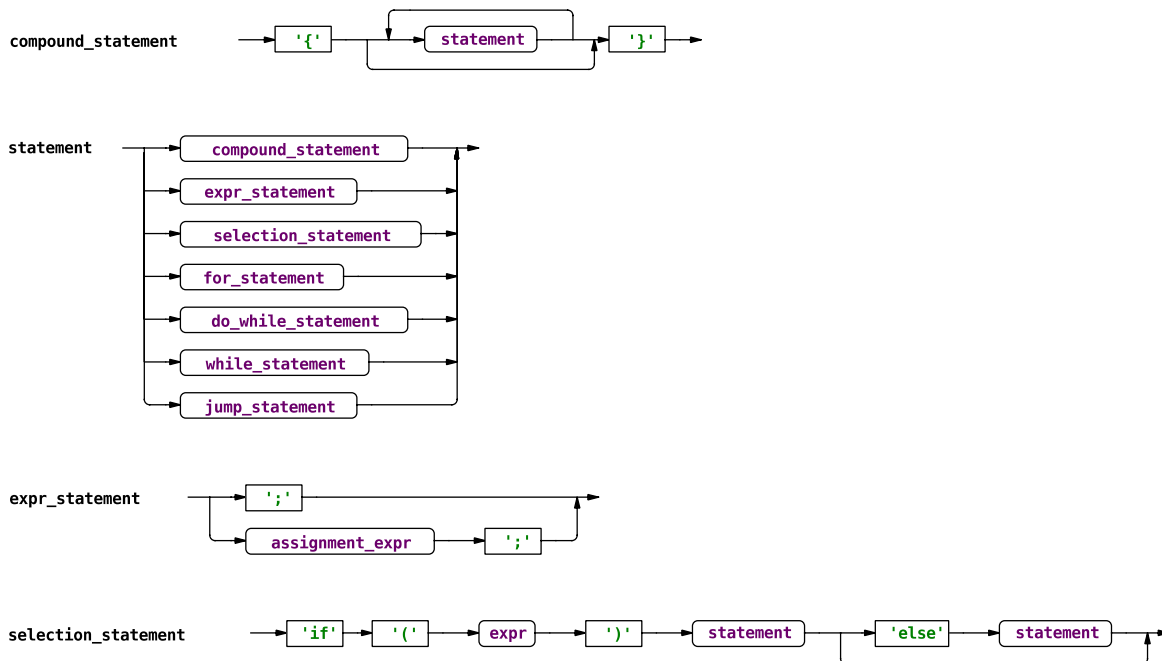 compound_statement '{' statement '}'
statement compound_statement
expr_statement
selection_statement
for_statement
do_while_statement
while_statement
jump_statement
expr_statement ';'
assignment_expr ';'
selection_statement 'if' '(' expr ')' statement 'else' statement